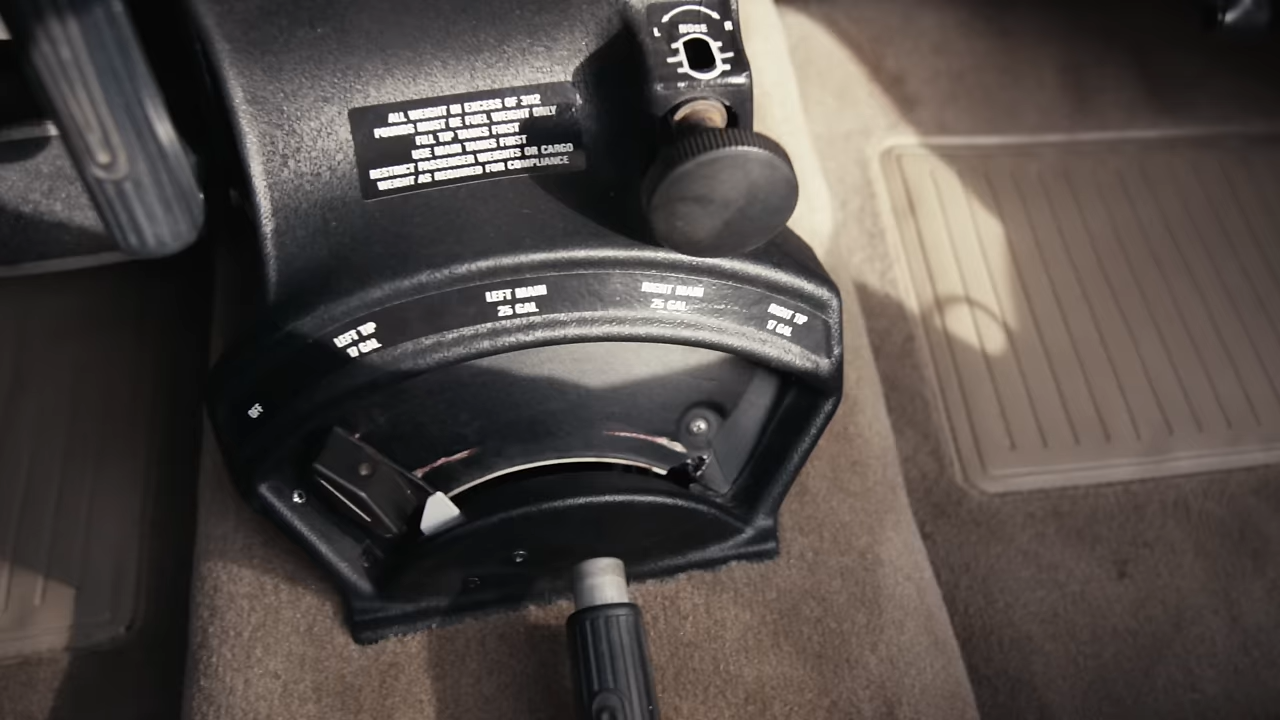 L NOSE R
ALL WEIGHT IN EXCESS OF 3112
POUNDS MUST BE FUEL WEIGHT ONLY
FILL TIP TANKS FIRST
USE MAIN TANKS FIRST
RESTRICT PASSENGER WEIGHTS OR CARGO
WEIGHT AS REQUIRED FOR COMPLIANCE
OFF
LEFT TIP
17 GAL
LEFT MAIN
25 GAL
RIGHT MAIN
25 GAL
RIGHT TIP
17 GAL